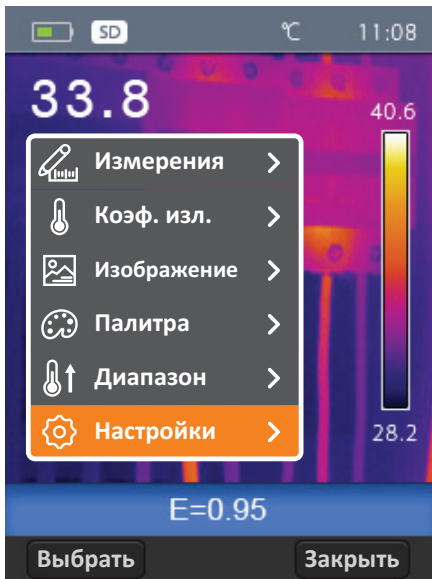 SD ℃ 11:08
33.8
40.6
Измерения
Коэф. изл.
Изображение
Палитра
Диапазон
Настройки
28.2
E=0.95
Выбрать Закрыть